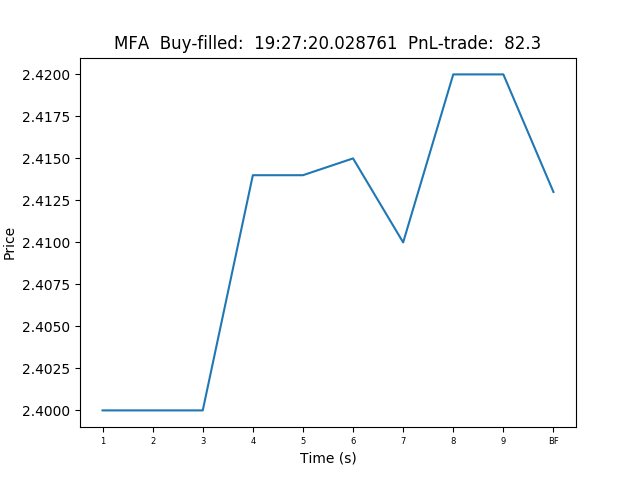 MFA  Buy-filled:  19:27:20.028761  PnL-trade:  82.3
2.4200
2.4175
2.4150
2.4125
2.4100
2.4075
2.4050
2.4025
2.4000
Price
1 2 3 4 5 6 7 8 9 BF
Time (s)